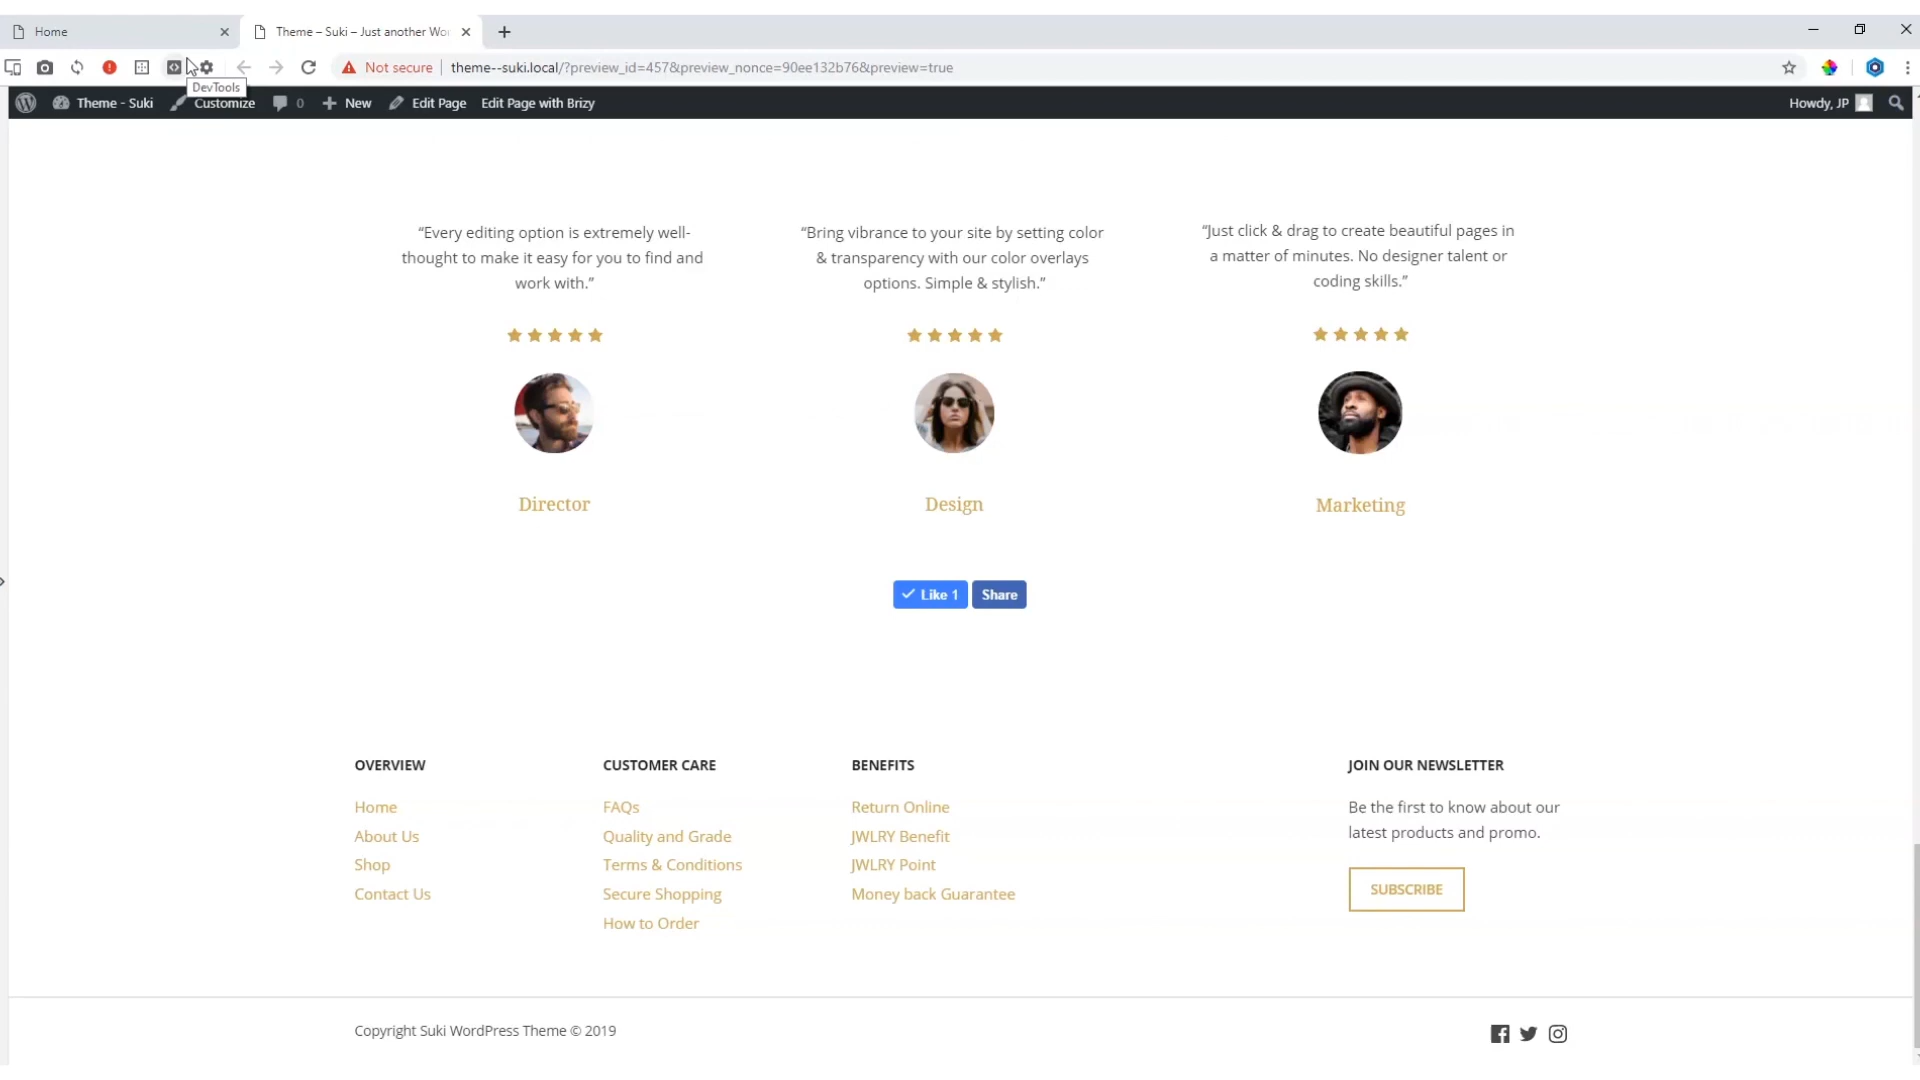 Home
Theme – Suki – Just another Wo
Not secure
theme--suki.local/?preview_id=457&preview_nonce=90ee132b76&preview=true
DevTools
Theme - Suki
Customize
0
New
Edit Page
Edit Page with Brizy
Howdy, JP
“Every editing option is extremely well-
thought to make it easy for you to find and
work with.”
Director
“Bring vibrance to your site by setting color
& transparency with our color overlays
options. Simple & stylish.”
Design
“Just click & drag to create beautiful pages in
a matter of minutes. No designer talent or
coding skills.”
Marketing
Like 1
Share
OVERVIEW
Home
About Us
Shop
Contact Us
CUSTOMER CARE
FAQs
Quality and Grade
Terms & Conditions
Secure Shopping
How to Order
BENEFITS
Return Online
JWLRY Benefit
JWLRY Point
Money back Guarantee
JOIN OUR NEWSLETTER
Be the first to know about our
latest products and promo.
SUBSCRIBE
Copyright Suki WordPress Theme © 2019